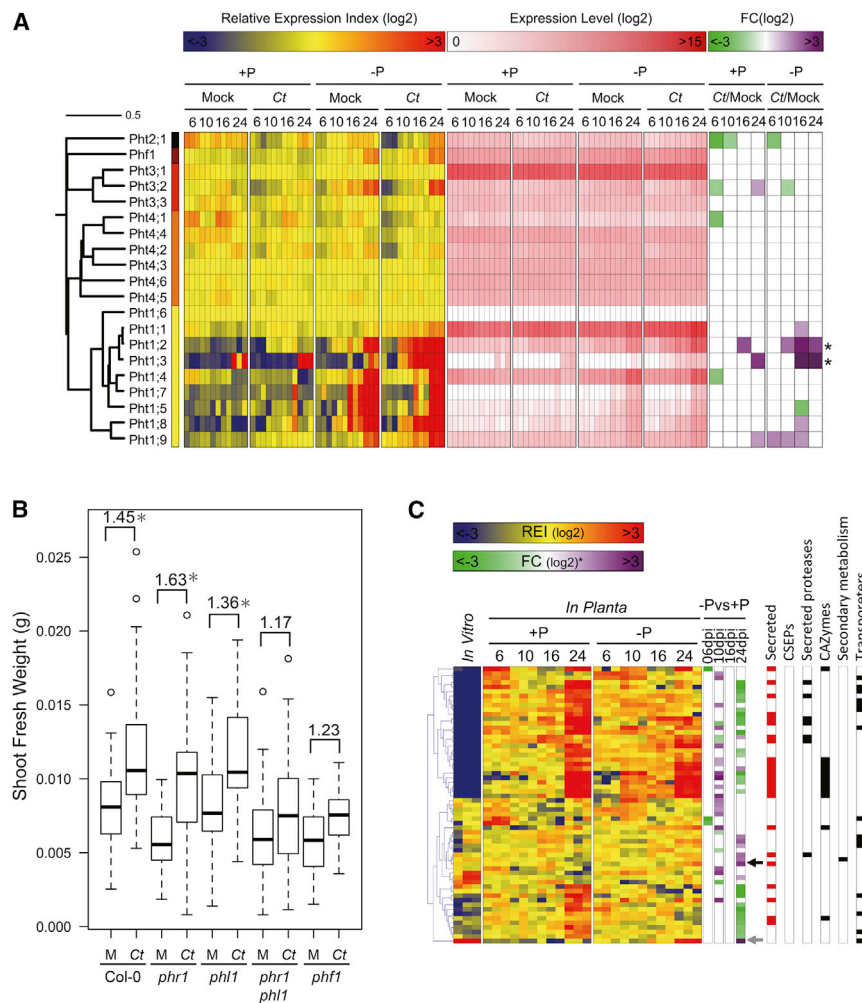 A
Relative Expression Index (log2) Expression Level (log2) FC(log2)
<-3 >3 0 >15 <-3 >3
+P -P +P -P +P -P
Mock Ct Mock Ct Mock Ct Mock Ct Ct/Mock Ct/Mock
0.5
6 10 16 24 6 10 16 24 6 10 16 24 6 10 16 24 6 10 16 24 6 10 16 24 6 10 16 24 6 10 16 24 6 10 16 24 6 10 16 24
Pht2;1
Phf1
Pht3;1
Pht3;2
Pht3;3
Pht4;1
Pht4;4
Pht4;2
Pht4;3
Pht4;6
Pht4;5
Pht1;6
Pht1;1
Pht1;2 *
Pht1;3 *
Pht1;4
Pht1;7
Pht1;5
Pht1;8
Pht1;9
B
Shoot Fresh Weight (g)
0.025
0.020
0.015
0.010
0.005
0.000
1.45*
1.63*
1.36*
1.17
1.23
M Ct M Ct M Ct M Ct M Ct
Col-0 phr1 phl1 phr1 phf1
phl1
C
<-3 REI (log2) >3
<-3 FC (log2)* >3
In Vitro
In Planta
+P -P
6 10 16 24 6 10 16 24
-Pvs+P
06dpi
10dpi
16dpi
24dpi
Secreted
CSEPs
Secreted proteases
CAZymes
Secondary metabolism
Transporters